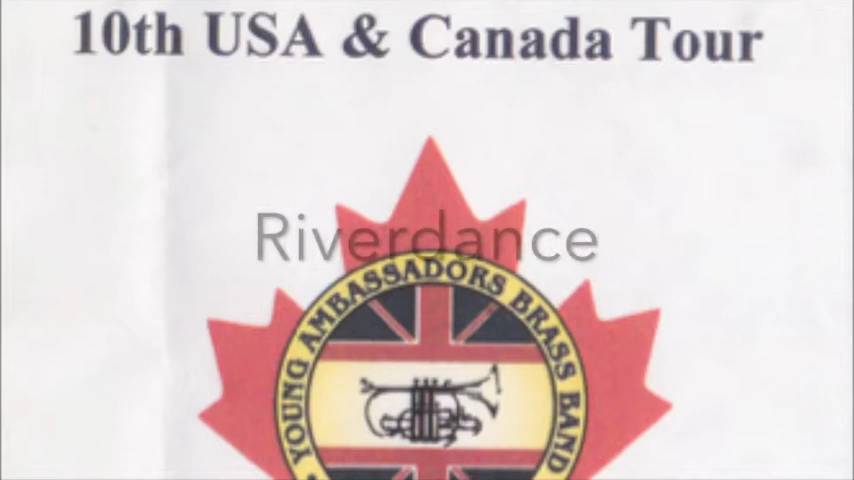 10th USA & Canada Tour
Riverdance
YOUNG AMBASSADORS BRASS BAND